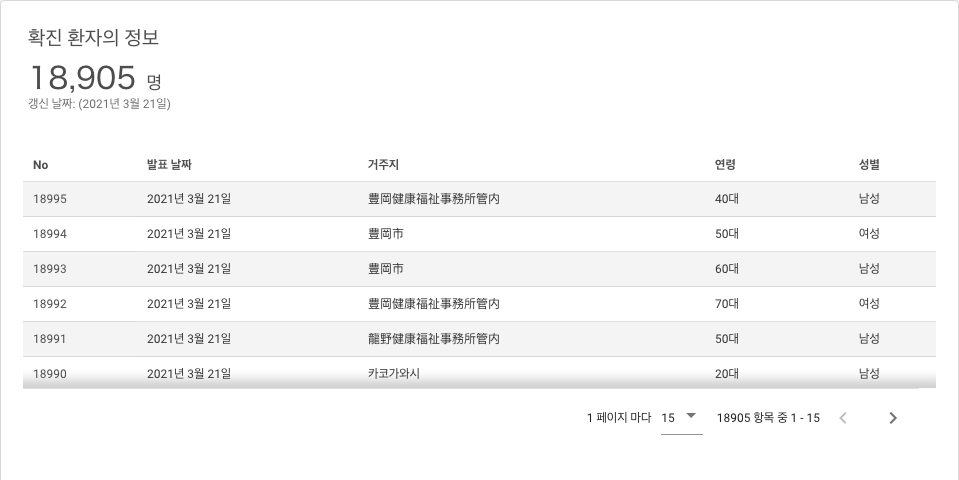 확진 환자의 정보
18,905 명
갱신 날짜: (2021년 3월 21일)
No 발표 날짜 거주지 연령 성별
18995 2021년 3월 21일 豊岡健康福祉事務所管内 40대 남성
18994 2021년 3월 21일 豊岡市 50대 여성
18993 2021년 3월 21일 豊岡市 60대 남성
18992 2021년 3월 21일 豊岡健康福祉事務所管内 70대 여성
18991 2021년 3월 21일 龍野健康福祉事務所管内 50대 남성
18990 2021년 3월 21일 카코가와시 20대 남성
1 페이지 마다 15 18905 항목 중 1 - 15